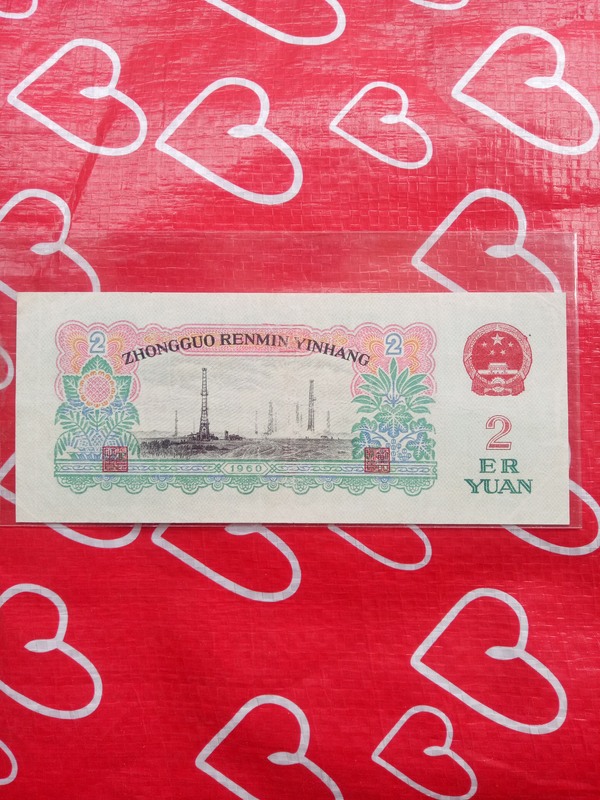 ZHONGGUO RENMIN YINHANG
2
2
1960
2
ER
YUAN